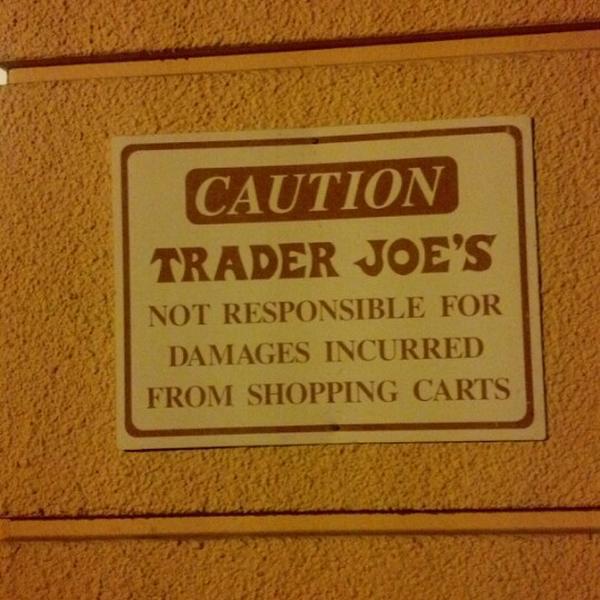 CAUTION
TRADER JOE'S
NOT RESPONSIBLE FOR
DAMAGES INCURRED
FROM SHOPPING CARTS